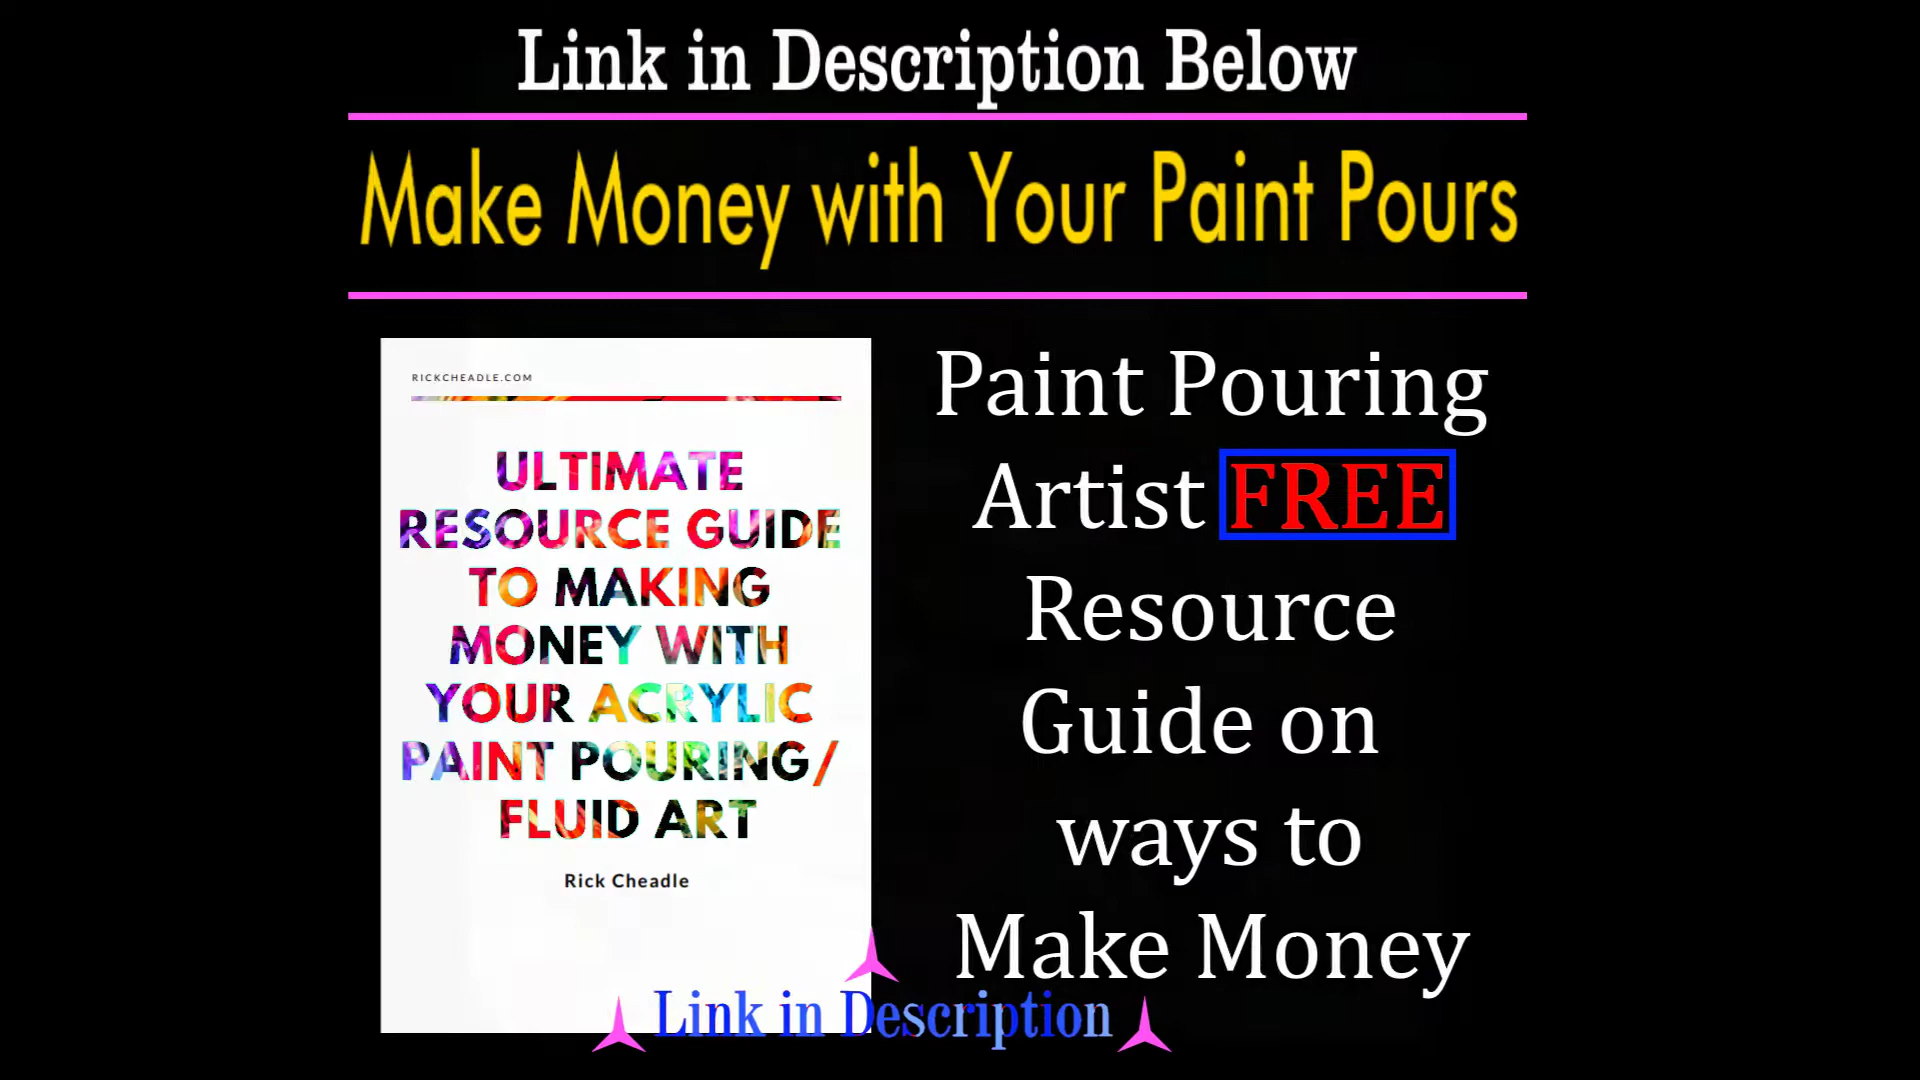 Link in Description Below
Make Money with Your Paint Pours
RICKCHEADLE.COM
ULTIMATE
RESOURCE GUIDE
TO MAKING
MONEY WITH
YOUR ACRYLIC
PAINT POURING/
FLUID ART
Rick Cheadle
Paint Pouring
Artist FREE
Resource
Guide on
ways to
Make Money
Link in Description